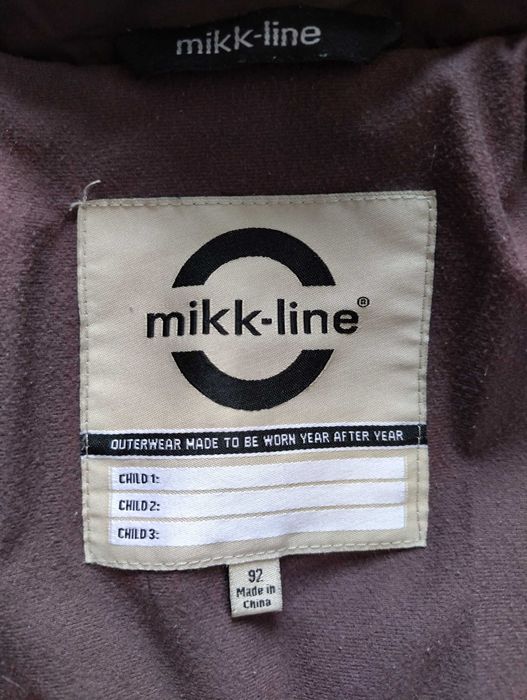 mikk-line
mikk-line®
OUTERWEAR MADE TO BE WORN YEAR AFTER YEAR
CHILD 1:
CHILD 2:
CHILD 3:
92
Made in
China